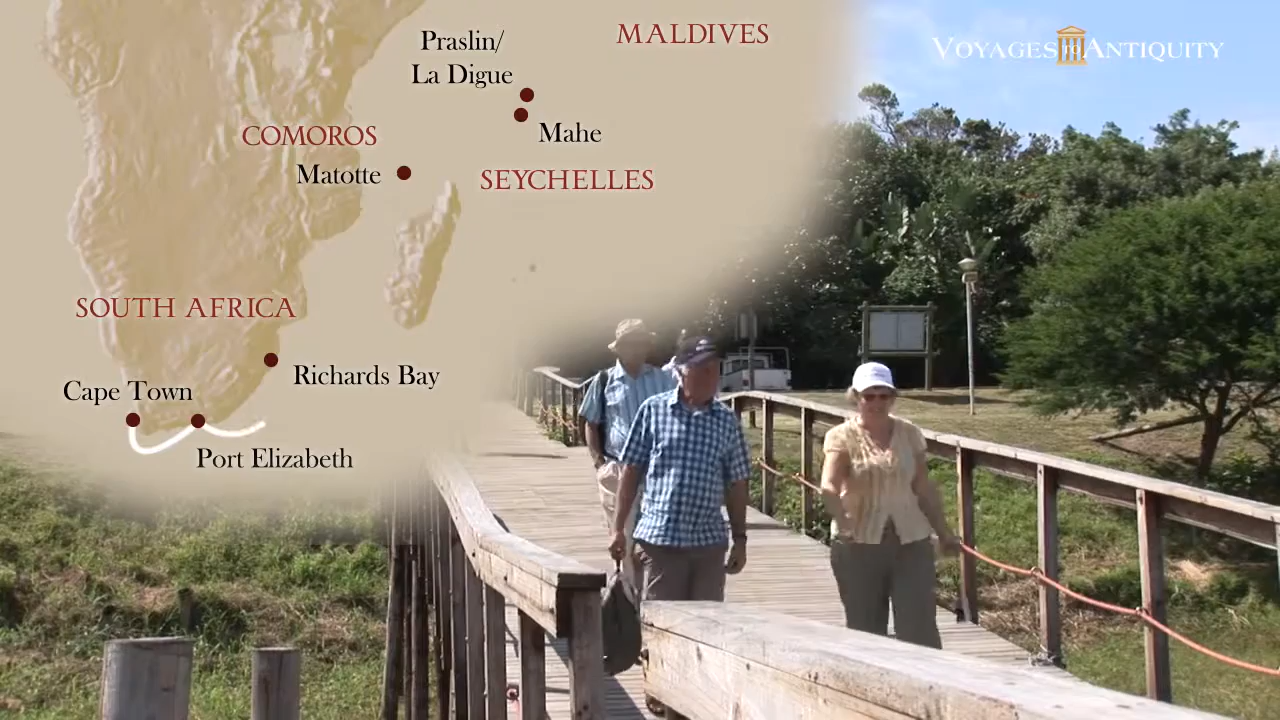 Praslin/
La Digue
MALDIVES
VOYAGES TO ANTIQUITY
COMOROS
Mahe
Matotte
SEYCHELLES
SOUTH AFRICA
Richards Bay
Cape Town
Port Elizabeth